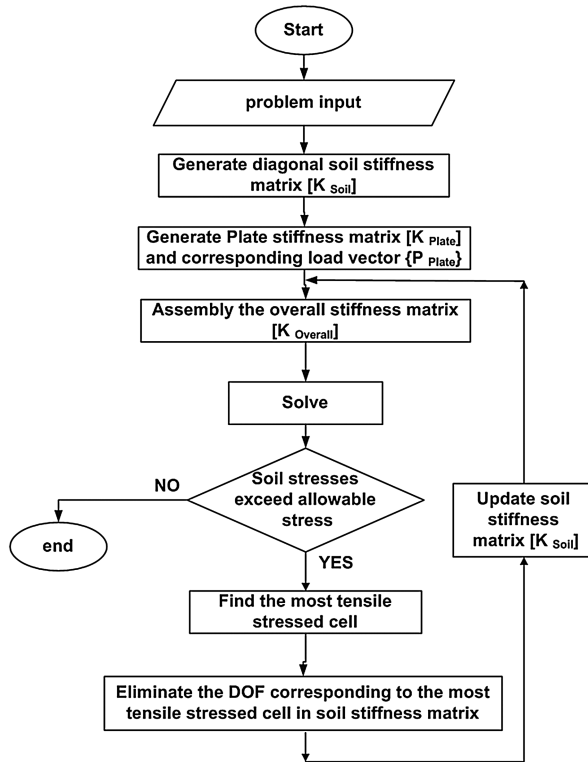 Start
problem input
Generate diagonal soil stiffness
matrix [K Soil]
Generate Plate stiffness matrix [K Plate]
and corresponding load vector {P Plate}
Assembly the overall stiffness matrix
[K Overall]
Solve
Soil stresses
exceed allowable
stress
NO
end
YES
Find the most tensile
stressed cell
Eliminate the DOF corresponding to the most
tensile stressed cell in soil stiffness matrix
Update soil
stiffness
matrix [K Soil]